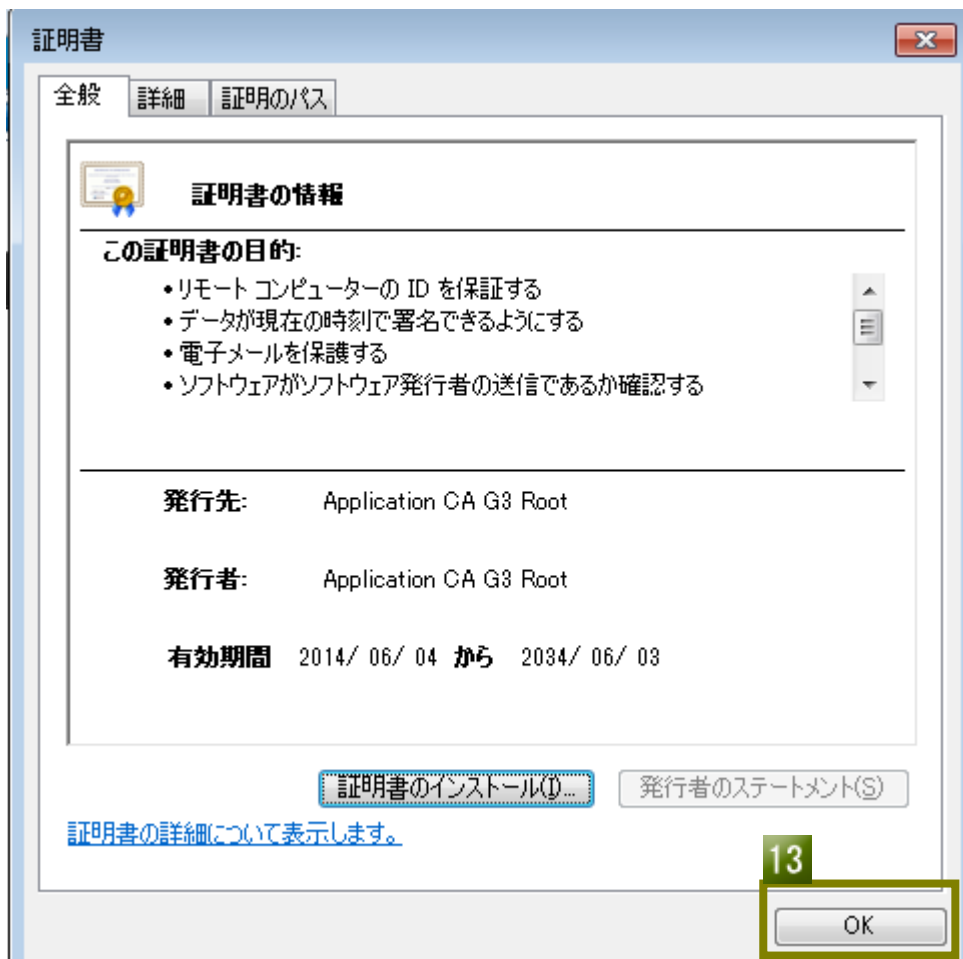 証明書
全般 詳細 証明のパス
証明書の情報
この証明書の目的:
•リモート コンピューターの ID を保証する
•データが現在の時刻で署名できるようにする
•電子メールを保護する
•ソフトウェアがソフトウェア発行者の送信であるか確認する
発行先: Application CA G3 Root
発行者: Application CA G3 Root
有効期間 2014/ 06/ 04 から 2034/ 06/ 03
証明書のインストール(I)... 発行者のステートメント(S)
証明書の詳細について表示します。
13
OK